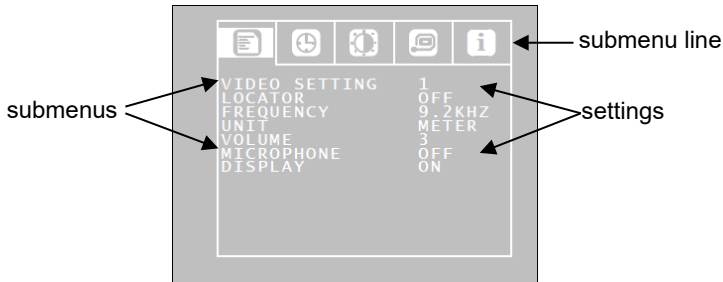 submenu line
submenus
settings
i
VIDEO SETTING 1
LOCATOR OFF
FREQUENCY 9.2KHZ
UNIT METER
VOLUME 3
MICROPHONE OFF
DISPLAY ON